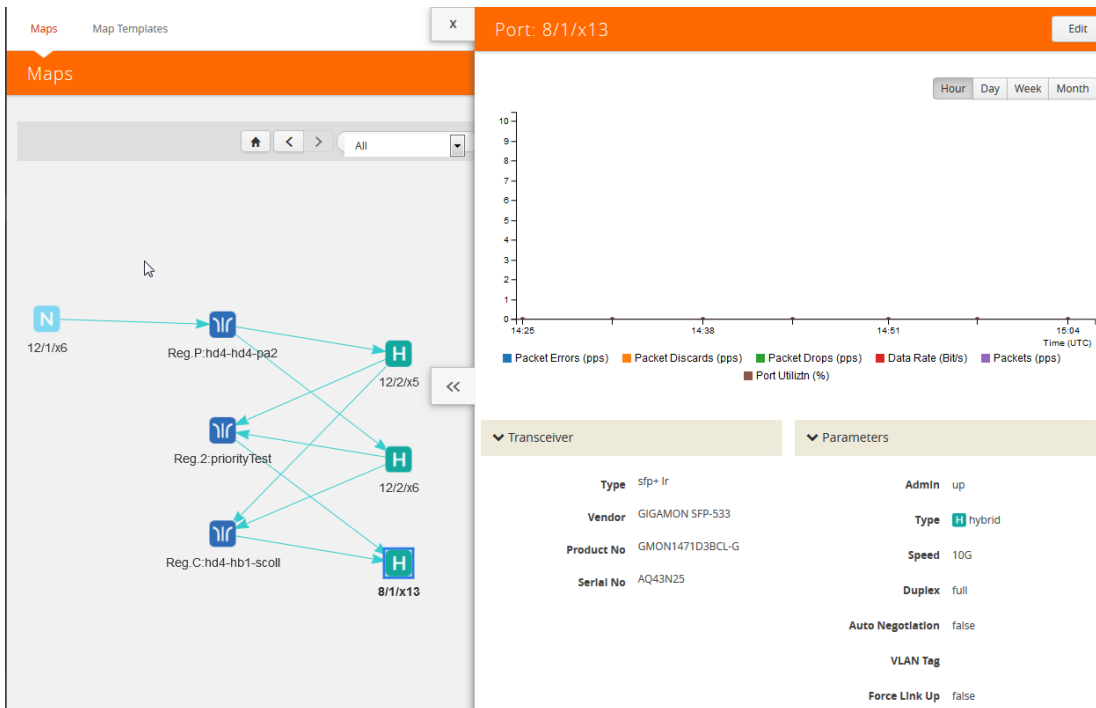 Maps Map Templates
x
Maps
All
N
12/1/x6
Reg.P:hd4-hd4-pa2
H
12/2/x5
<<
Reg.2:priorityTest
H
12/2/x6
Reg.C:hd4-hb1-scoll
H
8/1/x13
Port: 8/1/x13 Edit
Hour Day Week Month
10
9
8
7
6
5
4
3
2
1
0
14:25 14:38 14:51 15:04
Time (UTC)
Packet Errors (pps) Packet Discards (pps) Packet Drops (pps) Data Rate (Bit/s) Packets (pps)
Port Utiliztn (%)
Transceiver
Type sfp+ lr
Vendor GIGAMON SFP-533
Product No GMON1471D3BCL-G
Serial No AQ43N25
Parameters
Admin up
Type H hybrid
Speed 10G
Duplex full
Auto Negotiation false
VLAN Tag
Force Link Up false